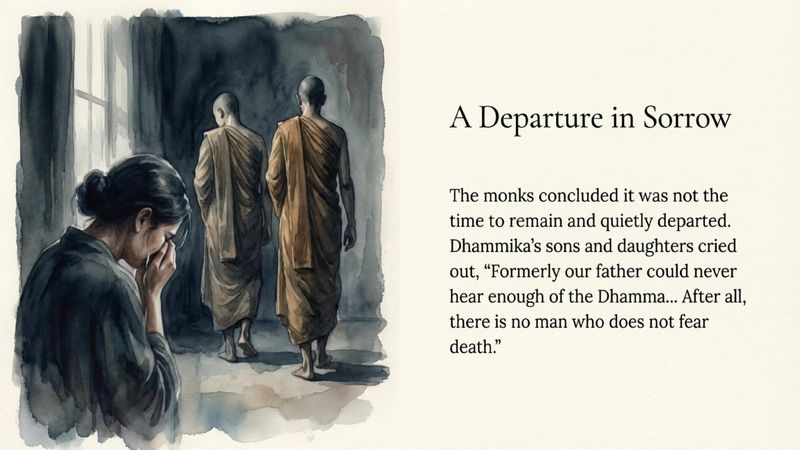 A Departure in Sorrow
The monks concluded it was not the
time to remain and quietly departed.
Dhammika’s sons and daughters cried
out, “Formerly our father could never
hear enough of the Dhamma... After all,
there is no man who does not fear
death.”